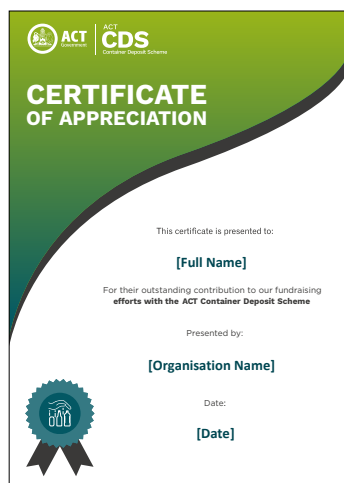 ACT
Government
ACT
CDS
Container Deposit Scheme
CERTIFICATE
OF APPRECIATION
This certificate is presented to:
[Full Name]
For their outstanding contribution to our fundraising
efforts with the ACT Container Deposit Scheme
Presented by:
[Organisation Name]
Date:
[Date]